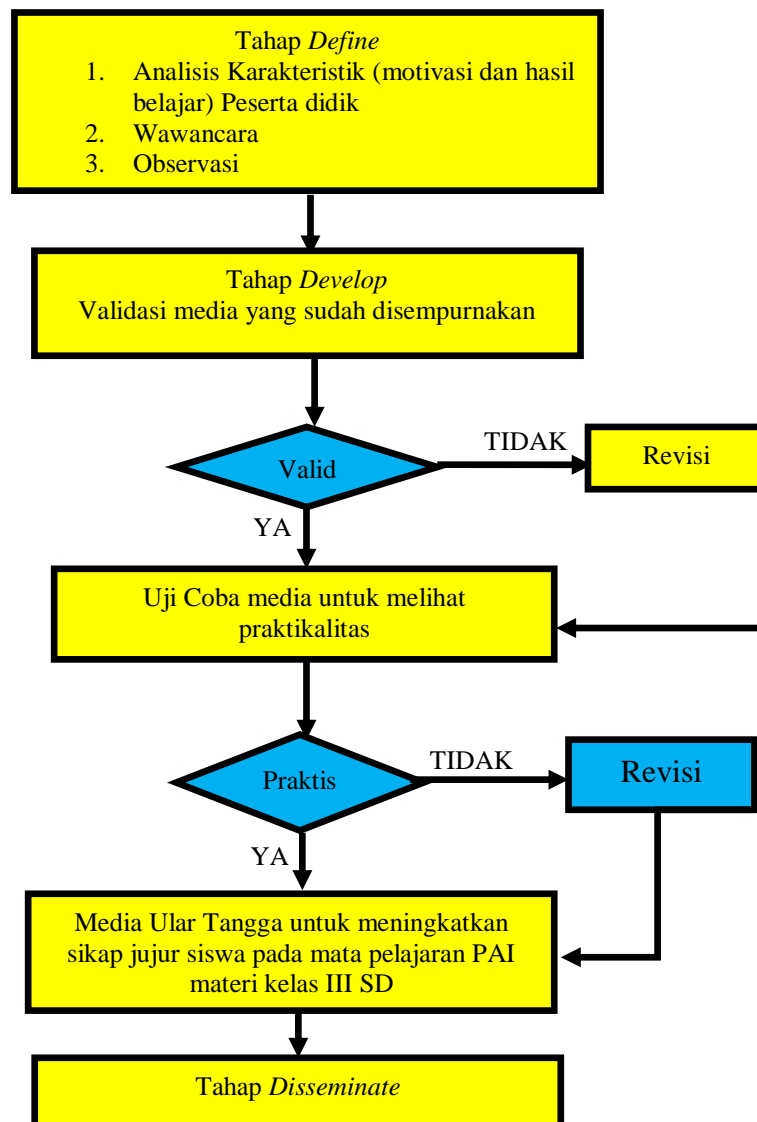 Tahap Define
1. Analisis Karakteristik (motivasi dan hasil
belajar) Peserta didik
2. Wawancara
3. Observasi
Tahap Develop
Validasi media yang sudah disempurnakan
Valid
TIDAK
Revisi
YA
Uji Coba media untuk melihat
praktikalitas
Praktis
TIDAK
Revisi
YA
Media Ular Tangga untuk meningkatkan
sikap jujur siswa pada mata pelajaran PAI
materi kelas III SD
Tahap Disseminate